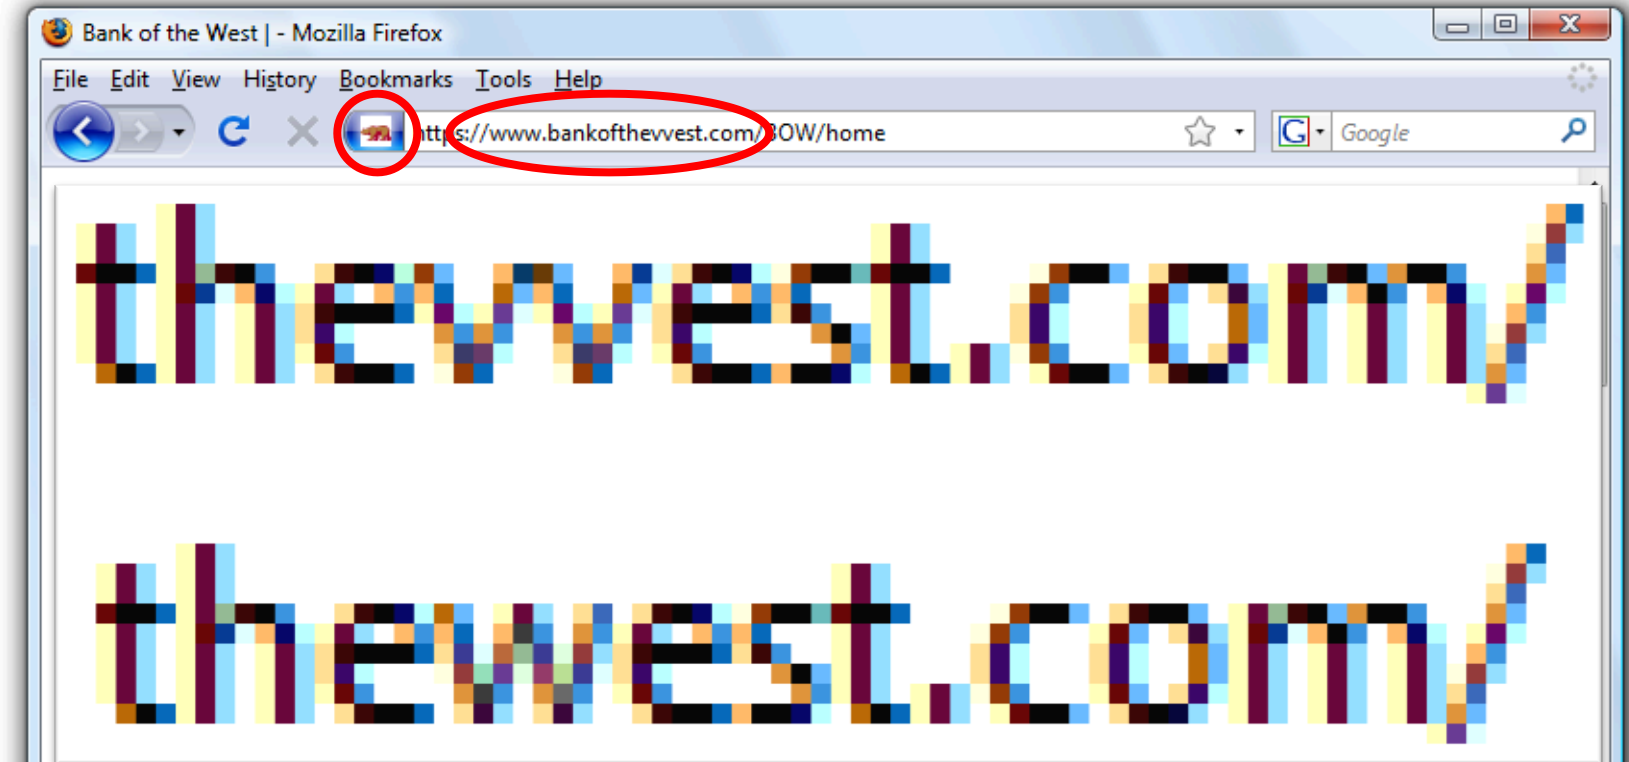 Bank of the West | - Mozilla Firefox
File Edit View History Bookmarks Tools Help
https://www.bankofthevvest.com/BOW/home G Google
thevvest.com/
thewest.com/